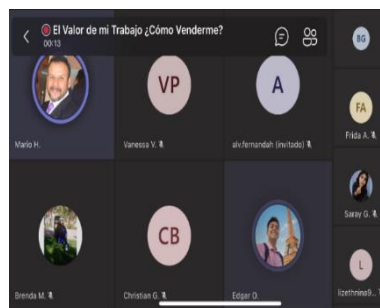 El Valor de mi Trabajo ¿Cómo Venderme?
00:13
BG
VP
A
FA
Mario H.
Vanessa V.
alv.fernandah (invitado)
Frida A.
CB
Saray G.
L
Brenda M.
Christian G.
Edgar O.
lizethnina9...